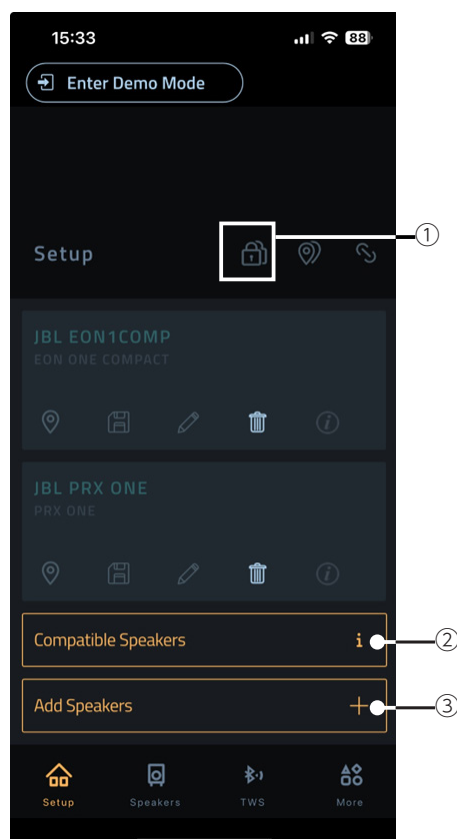 15:33 88
Enter Demo Mode
①
Setup
JBL EON1COMP
EON ONE COMPACT
JBL PRX ONE
PRX ONE
Compatible Speakers i ②
Add Speakers + ③
Setup Speakers TWS More